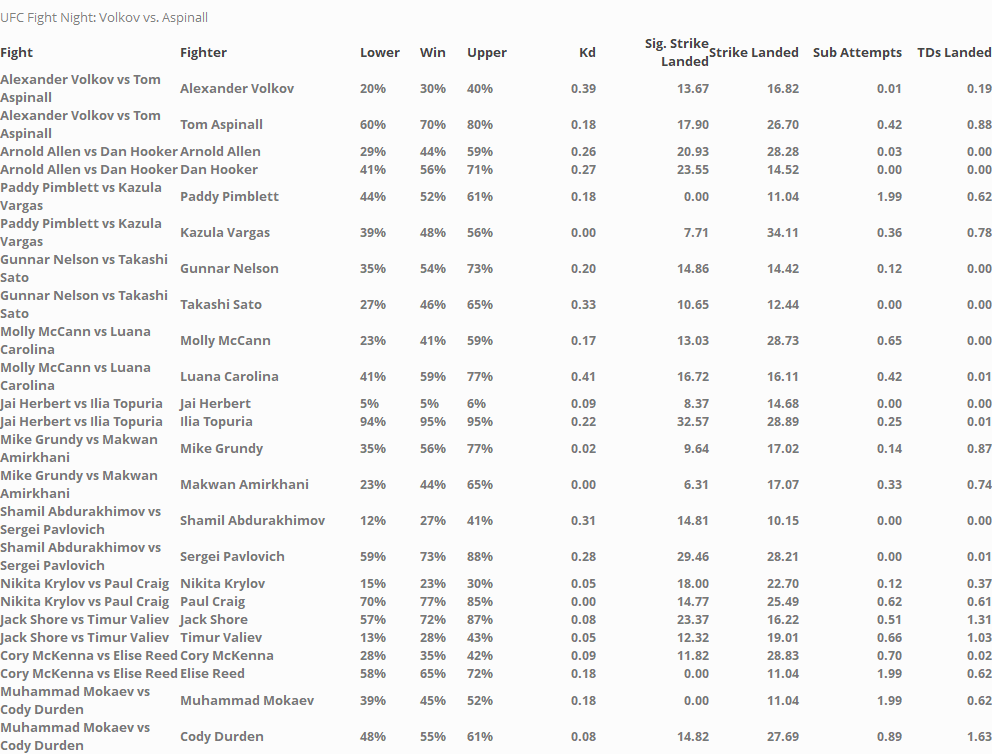 UFC Fight Night: Volkov vs. Aspinall
Fight Fighter Lower Win Upper Kd Sig. Strike Landed Strike Landed Sub Attempts TDs Landed
Alexander Volkov vs Tom Aspinall Alexander Volkov 20% 30% 40% 0.39 13.67 16.82 0.01 0.19
Alexander Volkov vs Tom Aspinall Tom Aspinall 60% 70% 80% 0.18 17.90 26.70 0.42 0.88
Arnold Allen vs Dan Hooker Arnold Allen 29% 44% 59% 0.26 20.93 28.28 0.03 0.00
Arnold Allen vs Dan Hooker Dan Hooker 41% 56% 71% 0.27 23.55 14.52 0.00 0.00
Paddy Pimblett vs Kazula Vargas Paddy Pimblett 44% 52% 61% 0.18 0.00 11.04 1.99 0.62
Paddy Pimblett vs Kazula Vargas Kazula Vargas 39% 48% 56% 0.00 7.71 34.11 0.36 0.78
Gunnar Nelson vs Takashi Sato Gunnar Nelson 35% 54% 73% 0.20 14.86 14.42 0.12 0.00
Gunnar Nelson vs Takashi Sato Takashi Sato 27% 46% 65% 0.33 10.65 12.44 0.00 0.00
Molly McCann vs Luana Carolina Molly McCann 23% 41% 59% 0.17 13.03 28.73 0.65 0.00
Molly McCann vs Luana Carolina Luana Carolina 41% 59% 77% 0.41 16.72 16.11 0.42 0.01
Jai Herbert vs Ilia Topuria Jai Herbert 5% 5% 6% 0.09 8.37 14.68 0.00 0.00
Jai Herbert vs Ilia Topuria Ilia Topuria 94% 95% 95% 0.22 32.57 28.89 0.25 0.01
Mike Grundy vs Makwan Amirkhani Mike Grundy 35% 56% 77% 0.02 9.64 17.02 0.14 0.87
Mike Grundy vs Makwan Amirkhani Makwan Amirkhani 23% 44% 65% 0.00 6.31 17.07 0.33 0.74
Shamil Abdurakhimov vs Sergei Pavlovich Shamil Abdurakhimov 12% 27% 41% 0.31 14.81 10.15 0.00 0.00
Shamil Abdurakhimov vs Sergei Pavlovich Sergei Pavlovich 59% 73% 88% 0.28 29.46 28.21 0.00 0.01
Nikita Krylov vs Paul Craig Nikita Krylov 15% 23% 30% 0.05 18.00 22.70 0.12 0.37
Nikita Krylov vs Paul Craig Paul Craig 70% 77% 85% 0.00 14.77 25.49 0.62 0.61
Jack Shore vs Timur Valiev Jack Shore 57% 72% 87% 0.08 23.37 16.22 0.51 1.31
Jack Shore vs Timur Valiev Timur Valiev 13% 28% 43% 0.05 12.32 19.01 0.66 1.03
Cory McKenna vs Elise Reed Cory McKenna 28% 35% 42% 0.09 11.82 28.83 0.70 0.02
Cory McKenna vs Elise Reed Elise Reed 58% 65% 72% 0.18 0.00 11.04 1.99 0.62
Muhammad Mokaev vs Cody Durden Muhammad Mokaev 39% 45% 52% 0.18 0.00 11.04 1.99 0.62
Muhammad Mokaev vs Cody Durden Cody Durden 48% 55% 61% 0.08 14.82 27.69 0.89 1.63